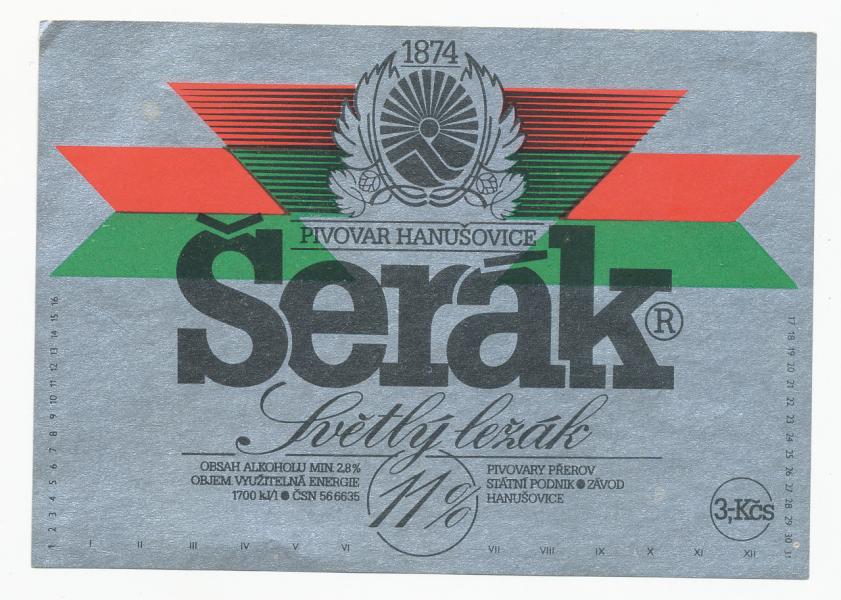 1874
PIVOVAR HANUŠOVICE
Šerák ®
Světlý ležák
OBSAH ALKOHOLU MIN. 2,8%
OBJEM. VYUŽITELNÁ ENERGIE
1700 kJ/l ● ČSN 56 6635
11%
PIVOVARY PŘEROV
STÁTNÍ PODNIK ● ZÁVOD
HANUŠOVICE
3,-Kčs
1 2 3 4 5 6 7 8 9 10 11 12 13 14 15 16
I II III IV V VI VII VIII IX X XI XII
17 18 19 20 21 22 23 24 25 26 27 28 29 30 31